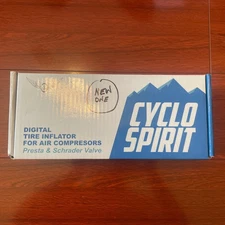 NEW
ONE
CYCLO
SPIRIT
DIGITAL
TIRE INFLATOR
FOR AIR COMPRESORS
Presta & Schrader Valve